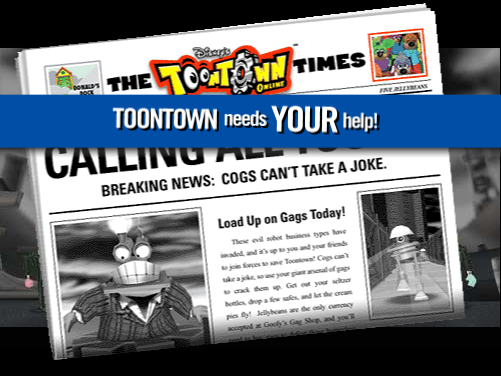 Disney's
THE TOONTOWN ONLINE TIMES
DONALD'S
DOCK
FIVE JELLYBEANS
TOONTOWN needs YOUR help!
CALLING ALL
BREAKING NEWS: COGS CAN'T TAKE A JOKE.
Load Up on Gags Today!
These evil robot business types have
invaded, and it's up to you and your friends
to join forces to save Toontown! Cogs can't
take a joke, so use your giant arsenal of gags
to crack them up. Get out your seltzer
bottles, drop a few safes, and let the cream
pies fly! Jellybeans are the only currency
accepted at Goofy's Gag Shop, and you'll